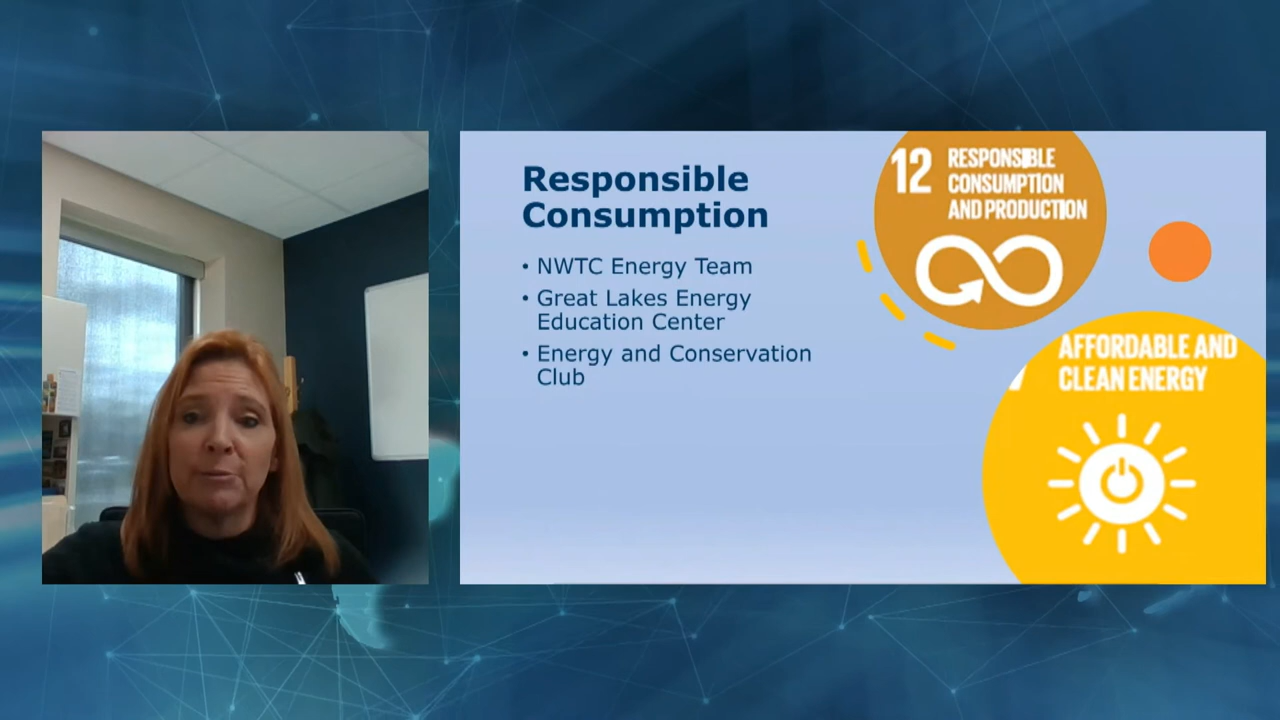 Responsible
Consumption
• NWTC Energy Team
• Great Lakes Energy
Education Center
• Energy and Conservation
Club
12 RESPONSIBLE
CONSUMPTION
AND PRODUCTION
AFFORDABLE AND
CLEAN ENERGY